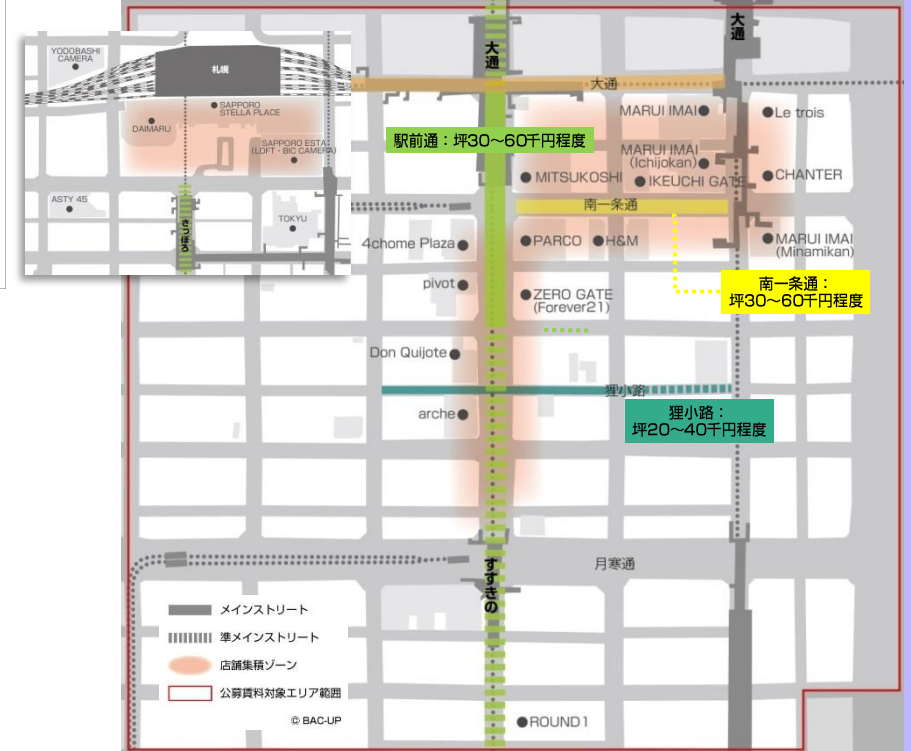 YODOBASHI
CAMERA
札幌
SAPPORO
STELLA PLACE
DAIMARU
SAPPORO ESTA
(LOFT・BIC CAMERA)
ASTY 45
さっぽろ
TOKYU
大通
大通
大通
駅前通：坪30〜60千円程度
MARUI IMAI
Le trois
MARUI IMAI
(Ichijokan)
MITSUKOSHI
IKEUCHI GATE
CHANTER
南一条通
4chome Plaza
PARCO
H&M
MARUI IMAI
(Minamikan)
pivot
ZERO GATE
(Forever21)
南一条通：
坪30〜60千円程度
Don Quijote
狸小路
arche
狸小路：
坪20〜40千円程度
月寒通
すすきの
メインストリート
準メインストリート
店舗集積ゾーン
公募賃料対象エリア範囲
© BAC-UP
ROUND1